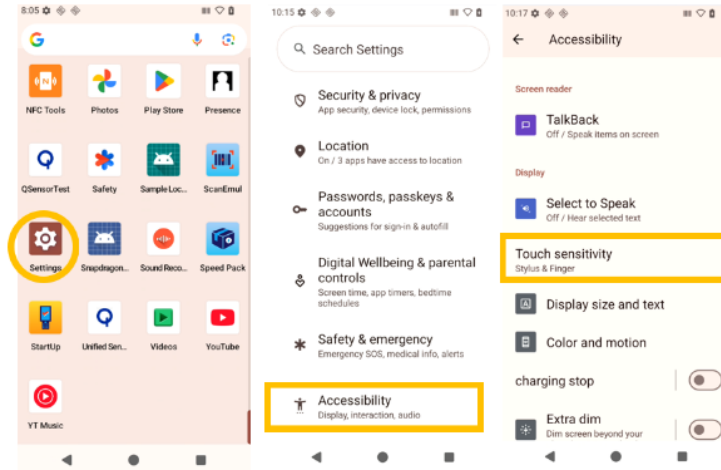 8:05
NFC Tools
Photos
Play Store
Presence
QSensorTest
Safety
Sample Loc...
ScanEmul
Settings
Snapdragon...
Sound Reco...
Speed Pack
StartUp
Unified Sen...
Videos
YouTube
YT Music
10:15
Search Settings
Security & privacy
App security, device lock, permissions
Location
On / 3 apps have access to location
Passwords, passkeys &
accounts
Suggestions for sign-in & autofill
Digital Wellbeing & parental
controls
Screen time, app timers, bedtime
schedules
Safety & emergency
Emergency SOS, medical info, alerts
Accessibility
Display, interaction, audio
10:17
Accessibility
Screen reader
TalkBack
Off / Speak items on screen
Display
Select to Speak
Off / Hear selected text
Touch sensitivity
Stylus & Finger
Display size and text
Color and motion
charging stop
Extra dim
Dim screen beyond your